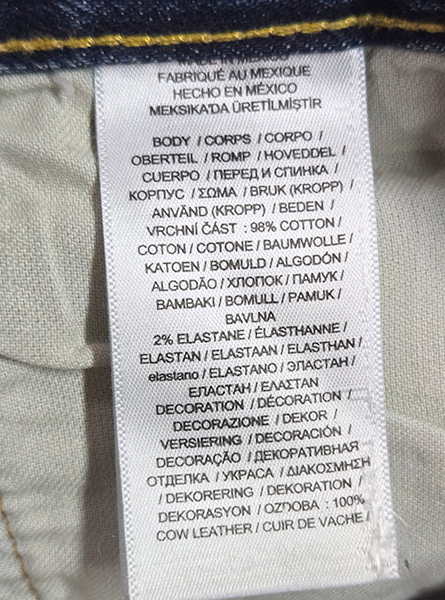 MADE IN MEXICO
FABRIQUÉ AU MEXIQUE
HECHO EN MÉXICO
MEKSIKA'DA ÜRETİLMİŞTİR
BODY / CORPS / CORPO /
OBERTEIL / ROMP / HOVEDDEL /
CUERPO / ПЕРЕД И СПИНКА /
КОРПУС / ΣΩΜΑ / BRUK (KROPP) /
ANVÄND (KROPP) / BEDEN /
VRCHNÍ ČÁST : 98% COTTON /
COTON / COTONE / BAUMWOLLE /
KATOEN / BOMULD / ALGODÓN /
ALGODÃO / ХЛОПОК / ПАМУК /
BAMBAKI / BOMULL / PAMUK /
BAVLNA
2% ELASTANE / ÉLASTHANNE /
ELASTAN / ELASTAAN / ELASTHAN /
elastano / ELASTANO / ЭЛАСТАН /
ЕЛАСТАН / ΕΛΑΣΤΑΝ
DECORATION / DÉCORATION /
DECORAZIONE / DEKOR /
VERSIERING / DECORACIÓN /
DECORAÇÃO / ДЕКОРАТИВНАЯ
ОТДЕЛКА / УКРАСА / ΔΙΑΚΟΣΜΗΣΗ
/ DEKORERING / DEKORATION /
DEKORASYON / OZDOBA : 100%
COW LEATHER / CUIR DE VACHE /